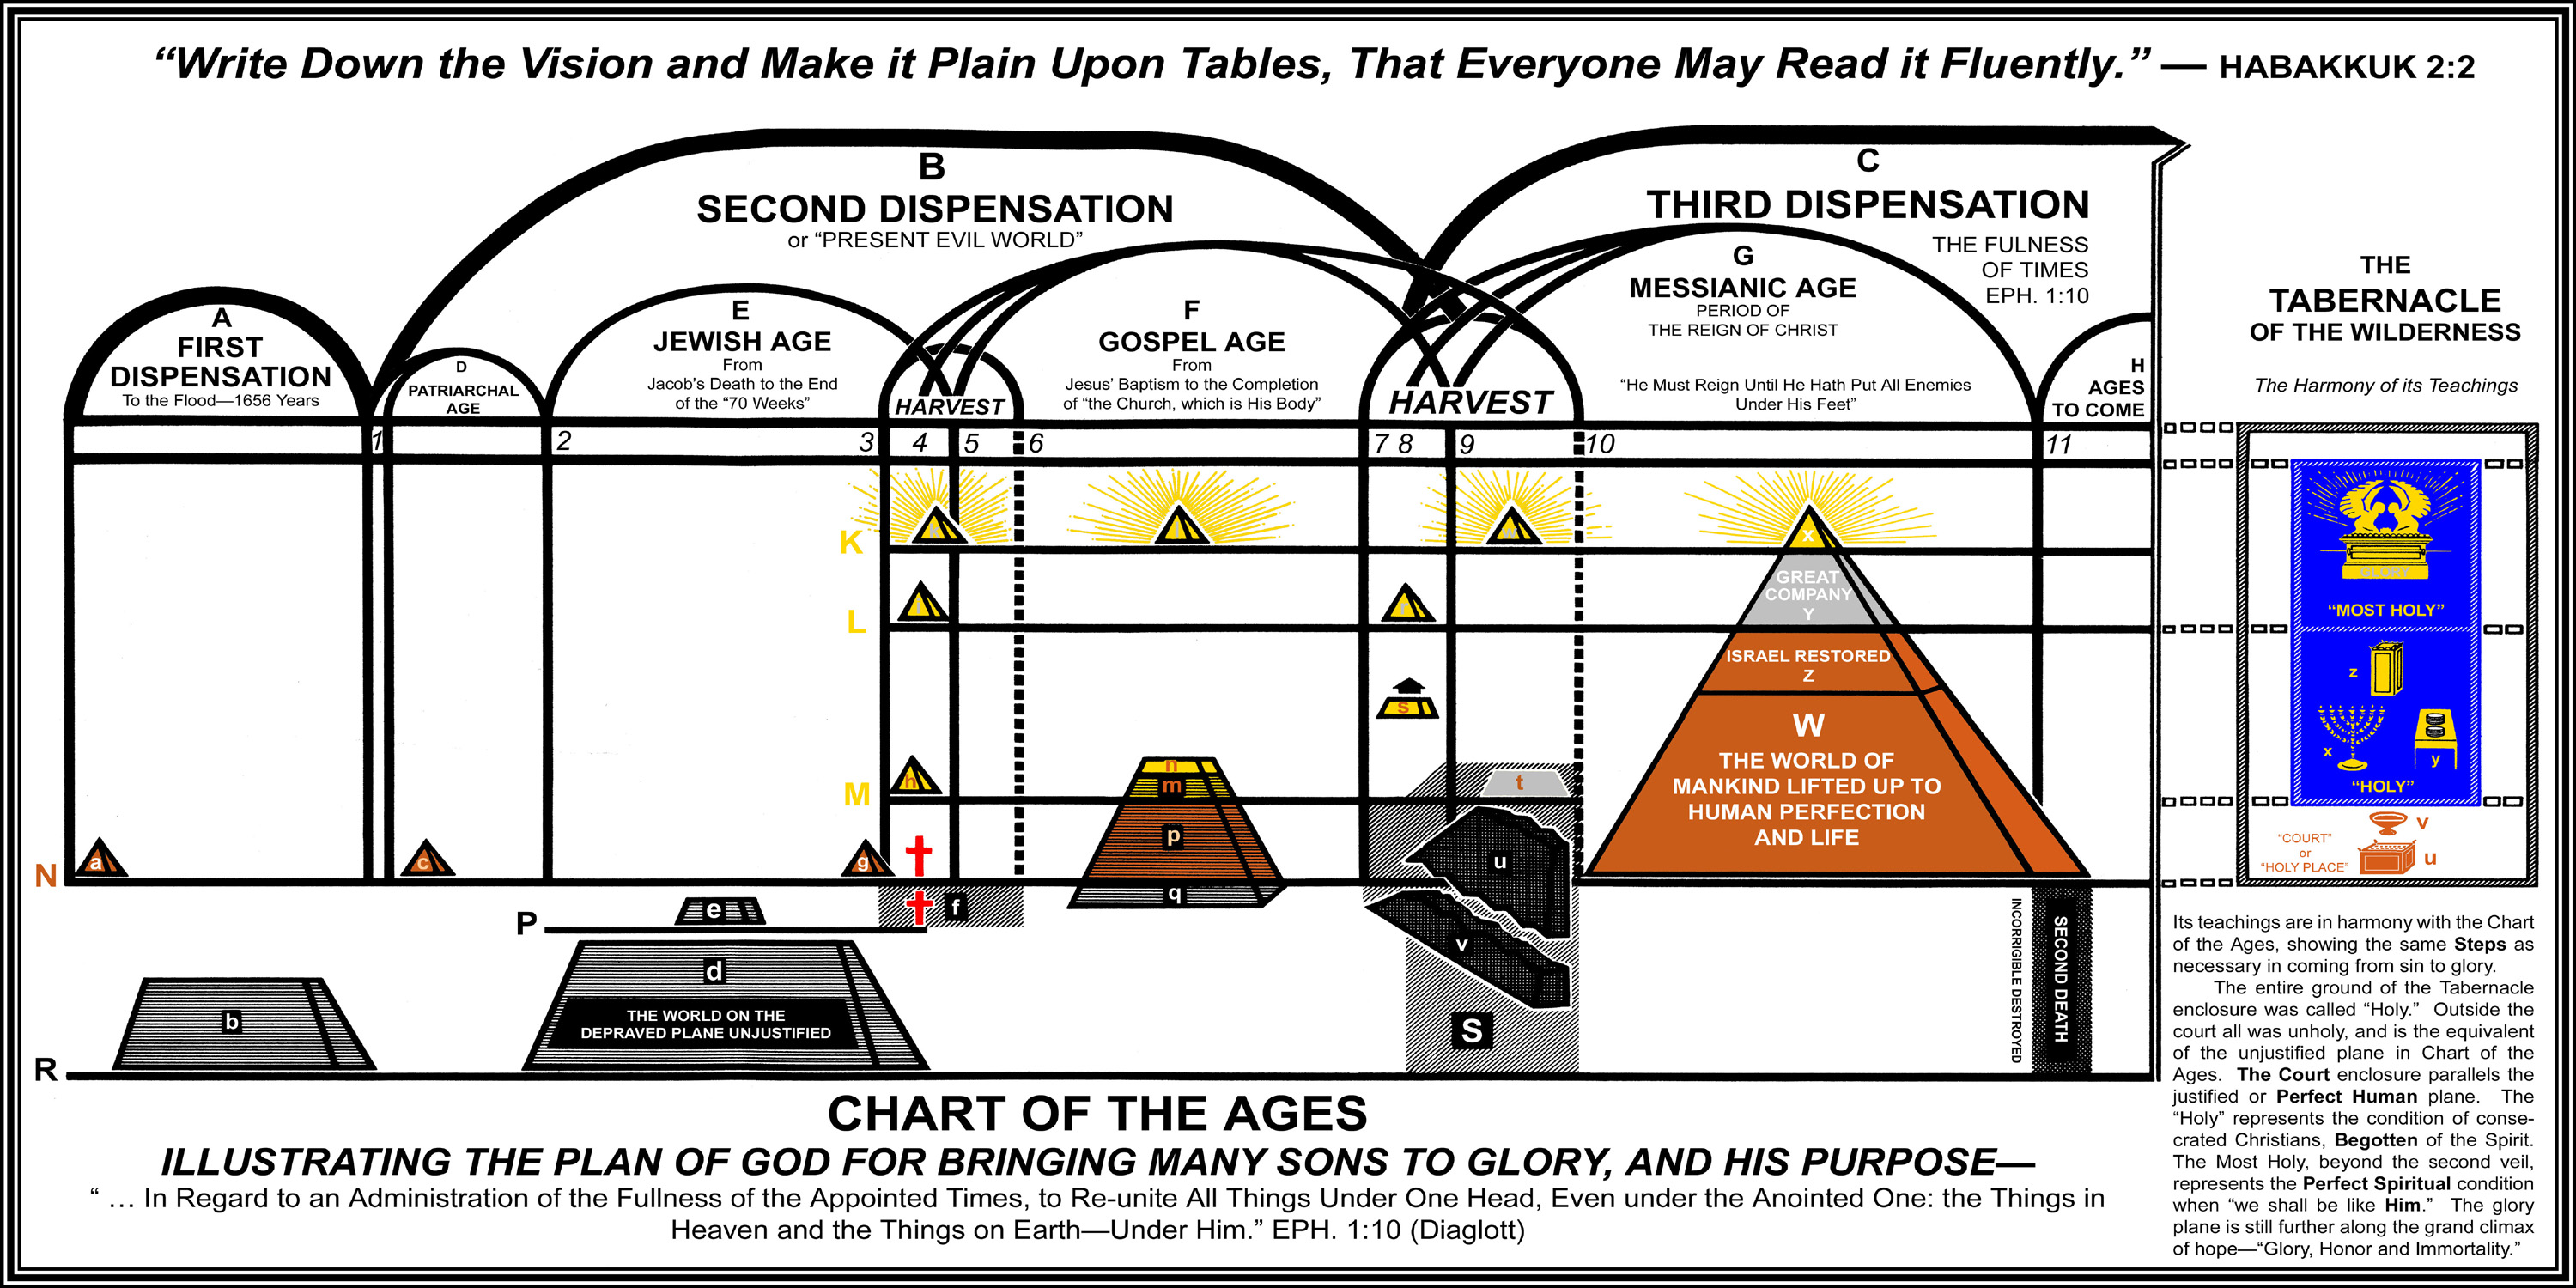 “Write Down the Vision and Make it Plain Upon Tables, That Everyone May Read it Fluently.” — HABAKKUK 2:2
A
FIRST
DISPENSATION
To the Flood—1656 Years
B
SECOND DISPENSATION
or “PRESENT EVIL WORLD”
D
PATRIARCHAL
AGE
E
JEWISH AGE
From
Jacob’s Death to the End
of the “70 Weeks”
HARVEST
F
GOSPEL AGE
From
Jesus’ Baptism to the Completion
of “the Church, which is His Body”
HARVEST
C
THIRD DISPENSATION
THE FULNESS
OF TIMES
EPH. 1:10
G
MESSIANIC AGE
PERIOD OF
THE REIGN OF CHRIST
“He Must Reign Until He Hath Put All Enemies
Under His Feet”
H
AGES
TO COME
1 2 3 4 5 6 7 8 9 10 11
K
L
M
N
P
R
a
b
c
d
THE WORLD ON THE
DEPRAVED PLANE UNJUSTIFIED
e
f
g
h
n
m
p
q
r
s
t
u
v
S
x
GREAT
COMPANY
Y
ISRAEL RESTORED
Z
W
THE WORLD OF
MANKIND LIFTED UP TO
HUMAN PERFECTION
AND LIFE
INCORRIGIBLE DESTROYED
SECOND DEATH
THE
TABERNACLE
OF THE WILDERNESS
The Harmony of its Teachings
GLORY
“MOST HOLY”
z
x
y
“HOLY”
“COURT”
or
“HOLY PLACE”
v
u
Its teachings are in harmony with the Chart
of the Ages, showing the same Steps as
necessary in coming from sin to glory.
The entire ground of the Tabernacle
enclosure was called “Holy.” Outside the
court all was unholy, and is the equivalent
of the unjustified plane in Chart of the
Ages. The Court enclosure parallels the
justified or Perfect Human plane. The
“Holy” represents the condition of conse-
crated Christians, Begotten of the Spirit.
The Most Holy, beyond the second veil,
represents the Perfect Spiritual condition
when “we shall be like Him.” The glory
plane is still further along the grand climax
of hope—“Glory, Honor and Immortality.”
CHART OF THE AGES
ILLUSTRATING THE PLAN OF GOD FOR BRINGING MANY SONS TO GLORY, AND HIS PURPOSE—
“ … In Regard to an Administration of the Fullness of the Appointed Times, to Re-unite All Things Under One Head, Even under the Anointed One: the Things in
Heaven and the Things on Earth—Under Him.” EPH. 1:10 (Diaglott)